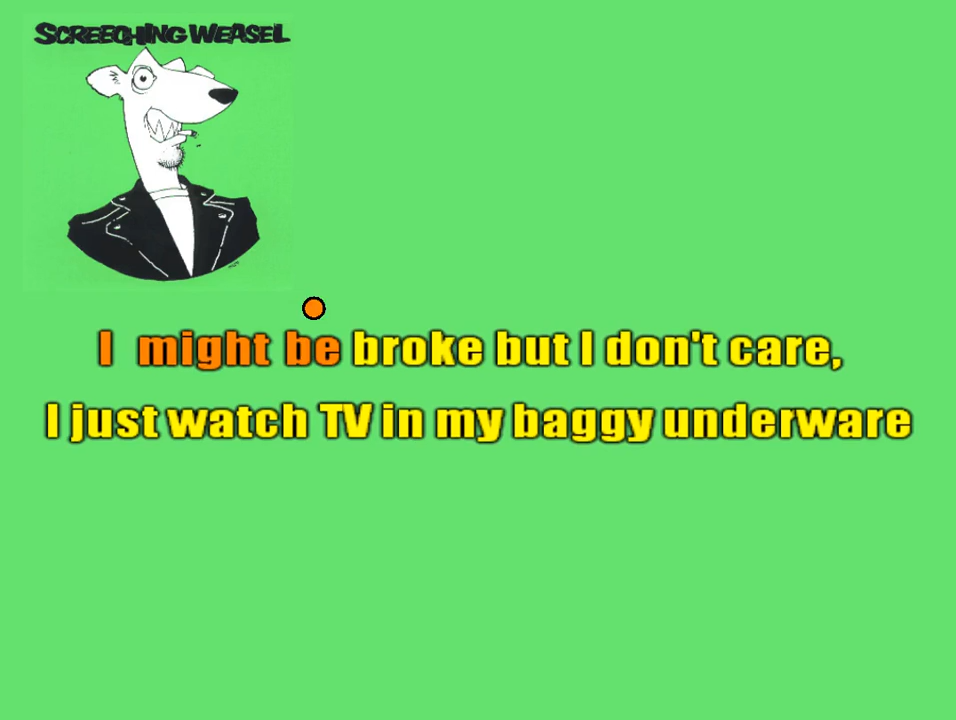 SCREECHING WEASEL
I might be broke but I don't care,
I just watch TV in my baggy underware